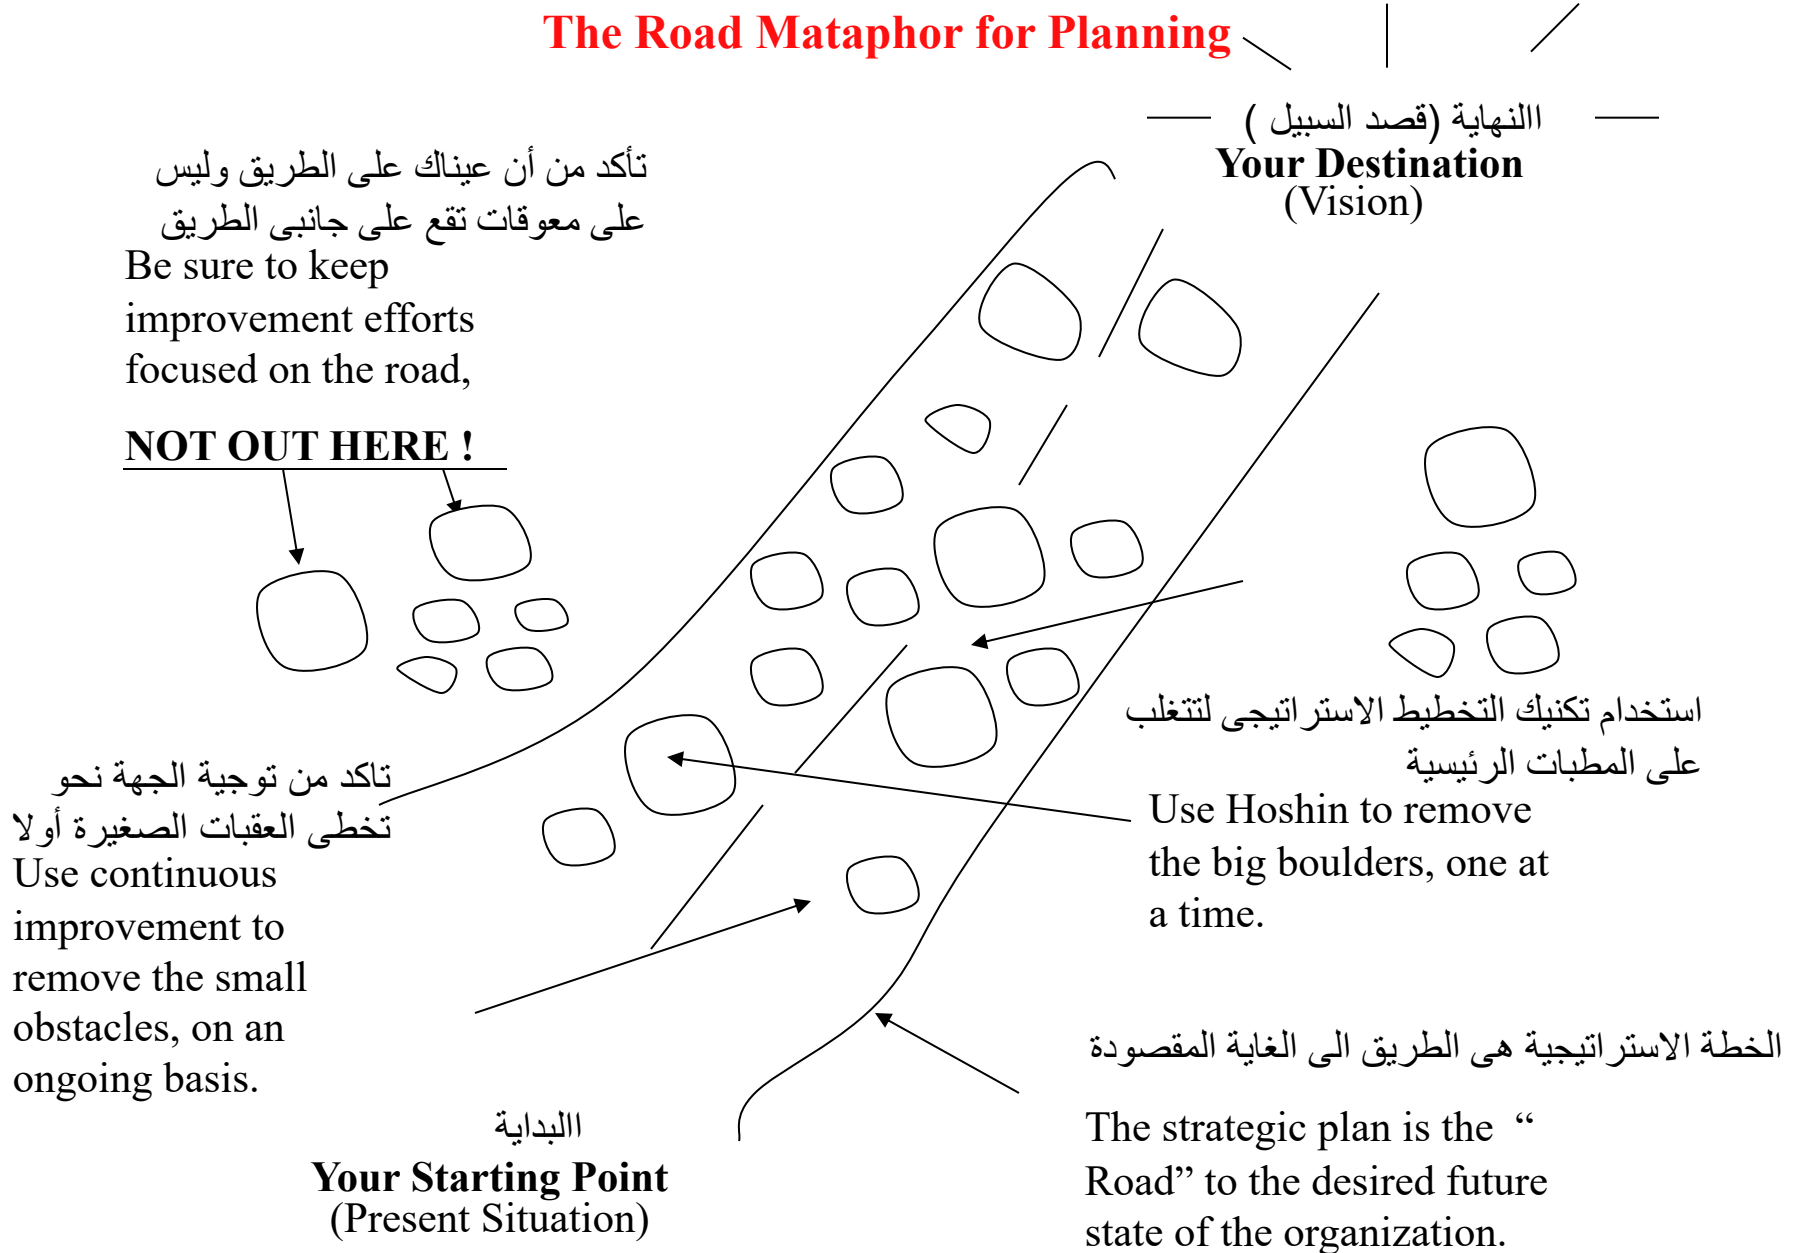 The Road Mataphor for Planning
االنهاية (قصد السبيل )
Your Destination
(Vision)
تأكد من أن عيناك على الطريق وليس
على معوقات تقع على جانبى الطريق
Be sure to keep
improvement efforts
focused on the road,
NOT OUT HERE !
استخدام تكنيك التخطيط الاستراتيجى لتتغلب
على المطبات الرئيسية
Use Hoshin to remove
the big boulders, one at
a time.
تاكد من توجية الجهة نحو
تخطى العقبات الصغيرة أولا
Use continuous
improvement to
remove the small
obstacles, on an
ongoing basis.
الخطة الاستراتيجية هى الطريق الى الغاية المقصودة
The strategic plan is the “
Road” to the desired future
state of the organization.
االبداية
Your Starting Point
(Present Situation)